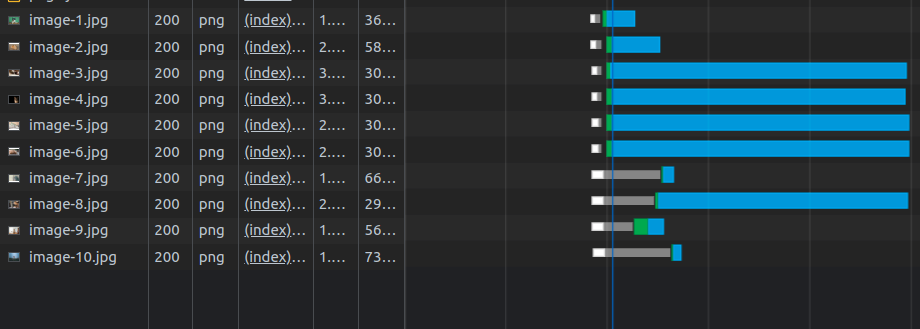 image-1.jpg 200 png (index)... 1.... 36...
image-2.jpg 200 png (index)... 2.... 58...
image-3.jpg 200 png (index)... 3.... 30...
image-4.jpg 200 png (index)... 3.... 30...
image-5.jpg 200 png (index)... 2.... 30...
image-6.jpg 200 png (index)... 2.... 30...
image-7.jpg 200 png (index)... 1.... 66...
image-8.jpg 200 png (index)... 2.... 29...
image-9.jpg 200 png (index)... 1.... 56...
image-10.jpg 200 png (index)... 1.... 73...